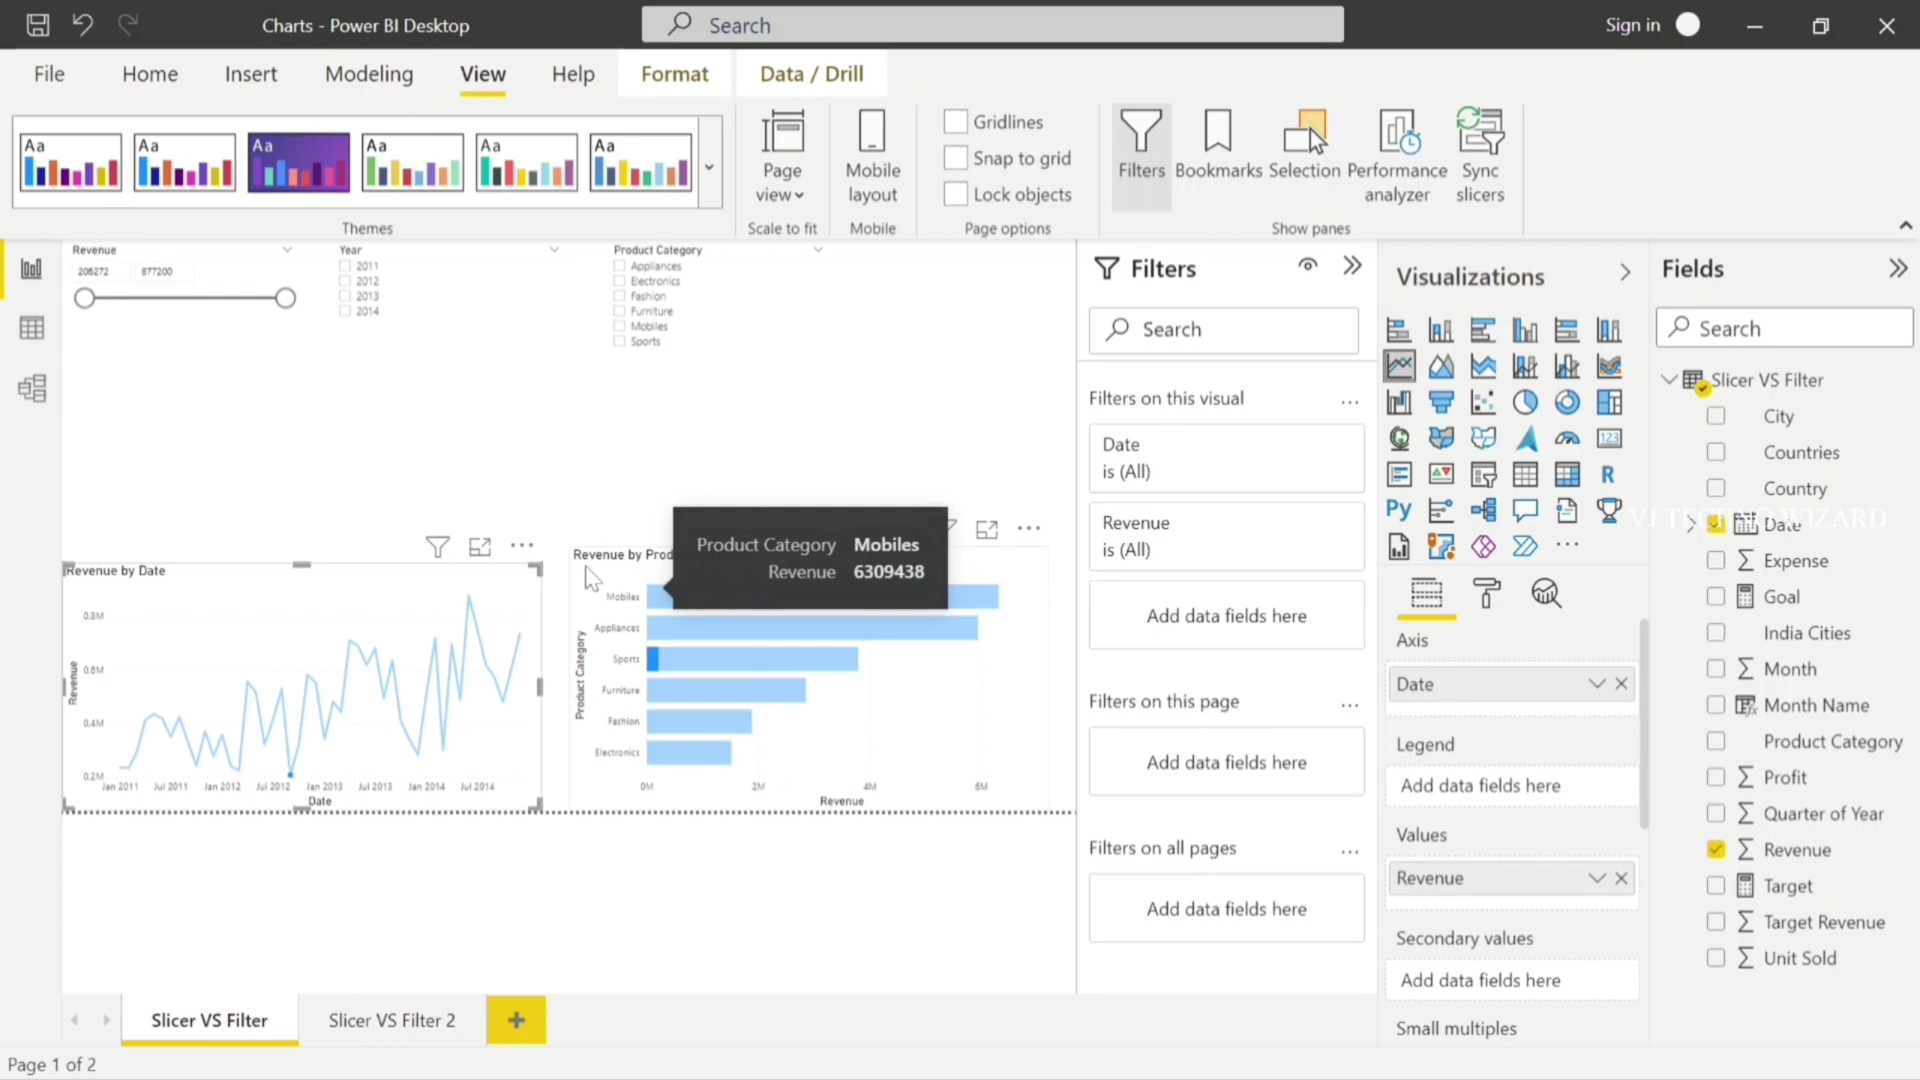 Charts - Power BI Desktop
Search
Sign in
File
Home
Insert
Modeling
View
Help
Format
Data / Drill
Aa
Aa
Aa
Aa
Aa
Aa
Themes
Page view
Scale to fit
Mobile layout
Mobile
Gridlines
Snap to grid
Lock objects
Page options
Filters
Bookmarks
Selection
Performance analyzer
Sync slicers
Show panes
Revenue
206272
877200
Year
2011
2012
2013
2014
Product Category
Appliances
Electronics
Fashion
Furniture
Mobiles
Sports
Revenue by Date
Revenue
0.8M
0.6M
0.4M
0.2M
Jan 2011
Jul 2011
Jan 2012
Jul 2012
Jan 2013
Jul 2013
Jan 2014
Jul 2014
Date
Revenue by Prod
Product Category Mobiles
Revenue 6309438
Product Category
Mobiles
Appliances
Sports
Furniture
Fashion
Electronics
0M
2M
4M
6M
Revenue
Filters
Search
Filters on this visual
...
Date
is (All)
Revenue
is (All)
Add data fields here
Filters on this page
...
Add data fields here
Filters on all pages
...
Add data fields here
Visualizations
123
R
Py
...
Axis
Date
Legend
Add data fields here
Values
Revenue
Secondary values
Add data fields here
Small multiples
Fields
Search
Slicer VS Filter
City
Countries
Country
VJ TECHNO WIZARD
Date
Expense
Goal
India Cities
Month
Month Name
Product Category
Profit
Quarter of Year
Revenue
Target
Target Revenue
Unit Sold
Slicer VS Filter
Slicer VS Filter 2
+
Page 1 of 2